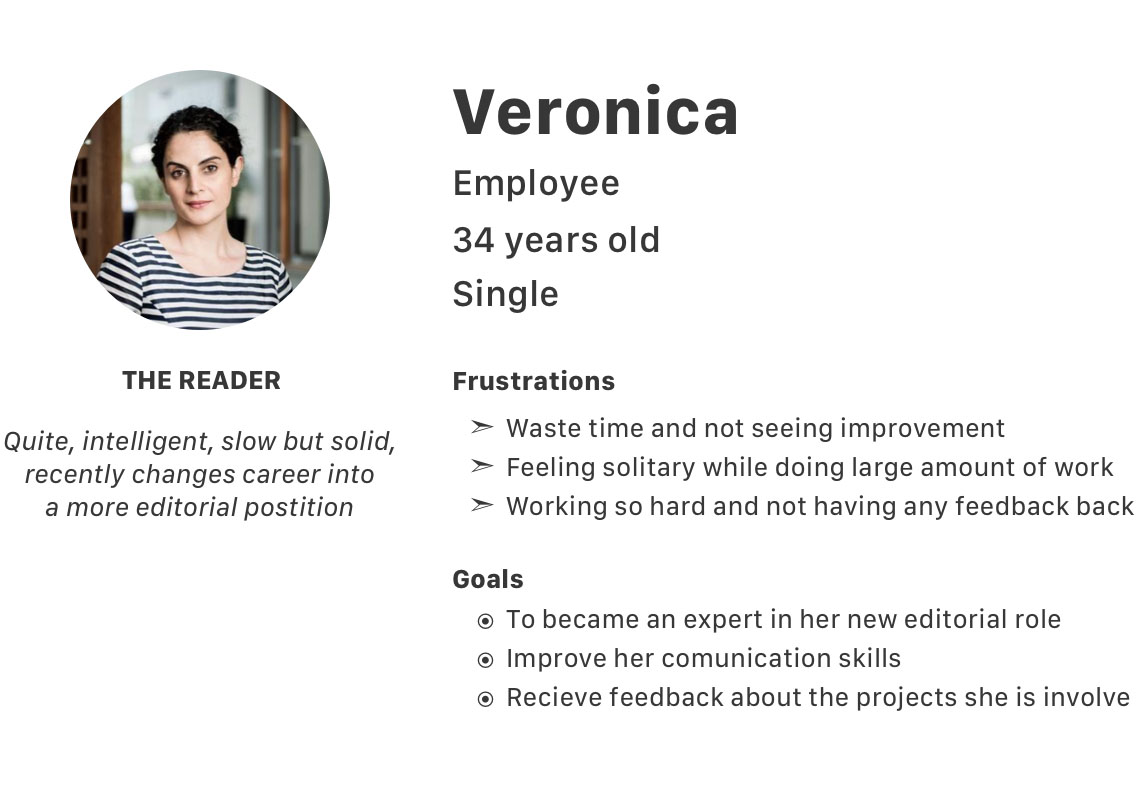 Veronica
Employee
34 years old
Single
THE READER
Quite, intelligent, slow but solid,
recently changes career into
a more editorial postition
Frustrations
➣ Waste time and not seeing improvement
➣ Feeling solitary while doing large amount of work
➣ Working so hard and not having any feedback back
Goals
◉ To became an expert in her new editorial role
◉ Improve her comunication skills
◉ Recieve feedback about the projects she is involve